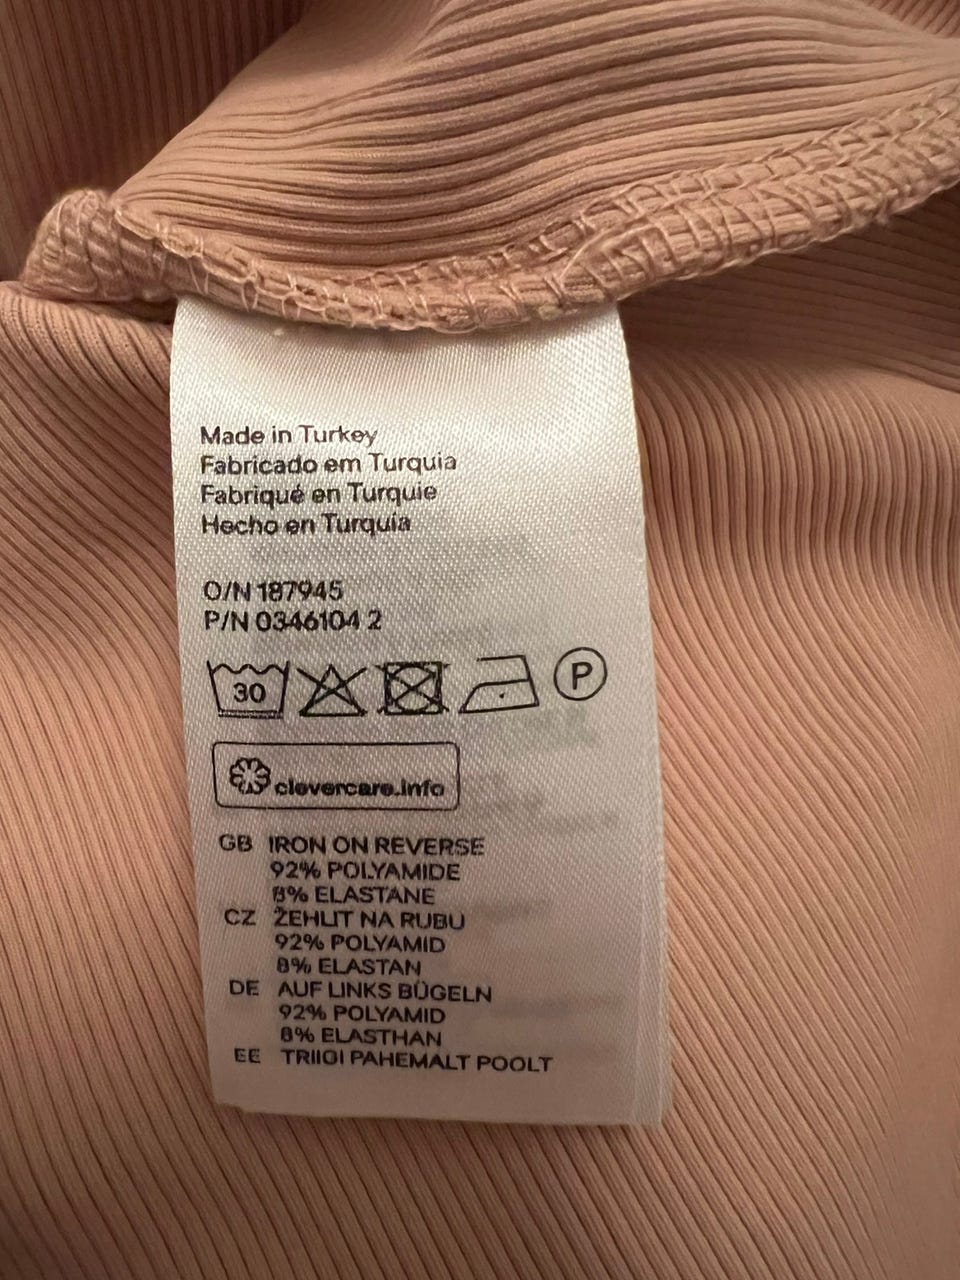 Made in Turkey
Fabricado em Turquia
Fabriqué en Turquie
Hecho en Turquía
O/N 187945
P/N 0346104 2
30 P
clevercare.info
GB IRON ON REVERSE
92% POLYAMIDE
8% ELASTANE
CZ ŽEHLIT NA RUBU
92% POLYAMID
8% ELASTAN
DE AUF LINKS BÜGELN
92% POLYAMID
8% ELASTHAN
EE TRIIGI PAHEMALT POOLT